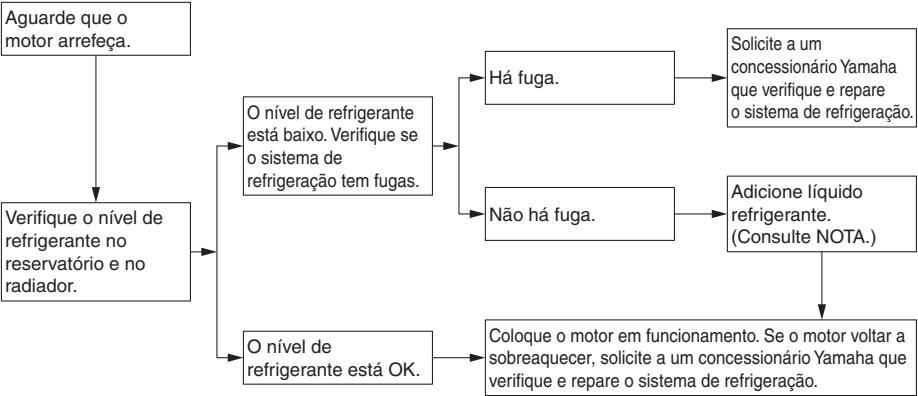 Aguarde que o
motor arrefeça.
Verifique o nível de
refrigerante no
reservatório e no
radiador.
O nível de refrigerante
está baixo. Verifique se
o sistema de
refrigeração tem fugas.
Há fuga.
Solicite a um
concessionário Yamaha
que verifique e repare
o sistema de refrigeração.
Não há fuga.
Adicione líquido
refrigerante.
(Consulte NOTA.)
O nível de
refrigerante está OK.
Coloque o motor em funcionamento. Se o motor voltar a
sobreaquecer, solicite a um concessionário Yamaha que
verifique e repare o sistema de refrigeração.